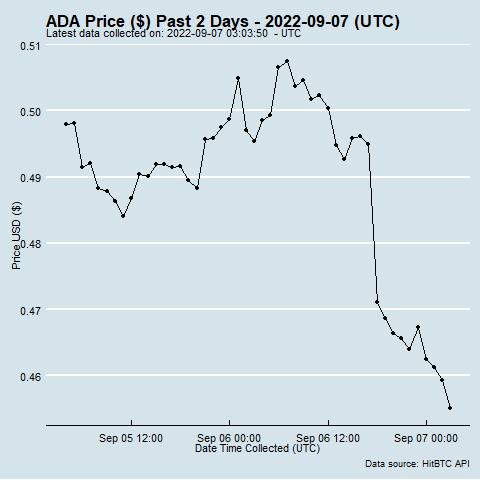 ADA Price ($) Past 2 Days - 2022-09-07 (UTC)
Latest data collected on: 2022-09-07 03:03:50 - UTC
0.51
0.50
0.49
0.48
0.47
0.46
Price USD ($)
Sep 05 12:00
Sep 06 00:00
Sep 06 12:00
Sep 07 00:00
Date Time Collected (UTC)
Data source: HitBTC API